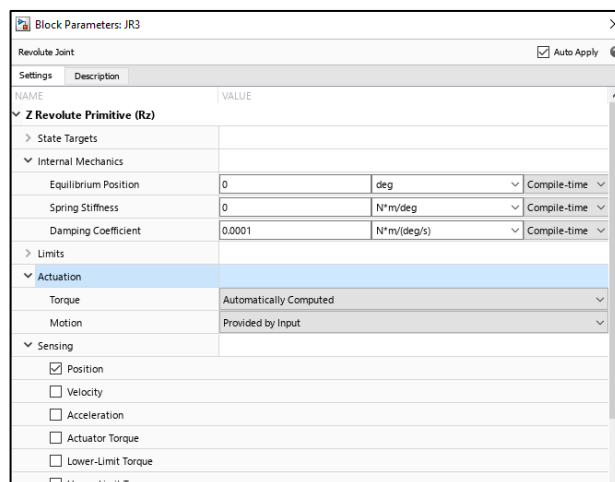 Block Parameters: JR3
Revolute Joint Auto Apply
Settings Description
NAME VALUE
Z Revolute Primitive (Rz)
State Targets
Internal Mechanics
Equilibrium Position 0 deg Compile-time
Spring Stiffness 0 N*m/deg Compile-time
Damping Coefficient 0.0001 N*m/(deg/s) Compile-time
Limits
Actuation
Torque Automatically Computed
Motion Provided by Input
Sensing
Position
Velocity
Acceleration
Actuator Torque
Lower-Limit Torque